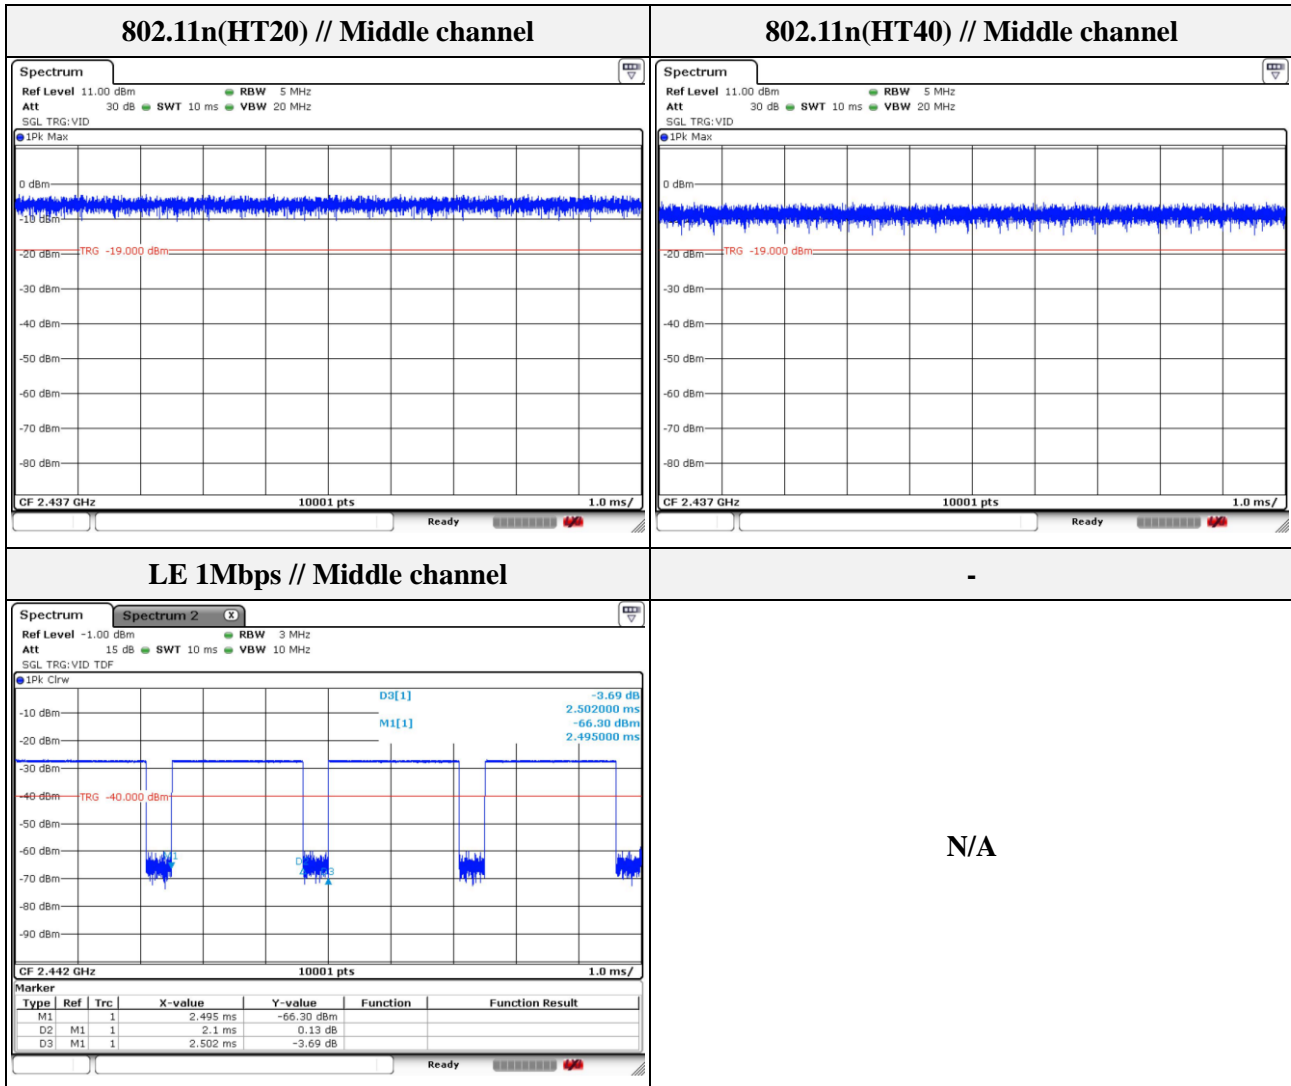 802.11n(HT20) // Middle channel
802.11n(HT40) // Middle channel
Spectrum
Ref Level 11.00 dBm RBW 5 MHz
Att 30 dB SWT 10 ms VBW 20 MHz
SGL TRG:VID
1Pk Max
0 dBm
-10 dBm
TRG -19.000 dBm
-20 dBm
-30 dBm
-40 dBm
-50 dBm
-60 dBm
-70 dBm
-80 dBm
CF 2.437 GHz 10001 pts 1.0 ms/
Ready
Spectrum
Ref Level 11.00 dBm RBW 5 MHz
Att 30 dB SWT 10 ms VBW 20 MHz
SGL TRG:VID
1Pk Max
0 dBm
TRG -19.000 dBm
-20 dBm
-30 dBm
-40 dBm
-50 dBm
-60 dBm
-70 dBm
-80 dBm
CF 2.437 GHz 10001 pts 1.0 ms/
Ready
LE 1Mbps // Middle channel
-
Spectrum Spectrum 2 X
Ref Level -1.00 dBm RBW 3 MHz
Att 15 dB SWT 10 ms VBW 10 MHz
SGL TRG:VID TDF
1Pk Clrw
D3[1] -3.69 dB
2.502000 ms
M1[1] -66.30 dBm
2.495000 ms
-10 dBm
-20 dBm
-30 dBm
-40 dBm TRG -40.000 dBm
-50 dBm
-60 dBm
-70 dBm
-80 dBm
-90 dBm
CF 2.442 GHz 10001 pts 1.0 ms/
Marker
Type Ref Trc X-value Y-value Function Function Result
M1 1 2.495 ms -66.30 dBm
D2 M1 1 2.1 ms 0.13 dB
D3 M1 1 2.502 ms -3.69 dB
Ready
N/A